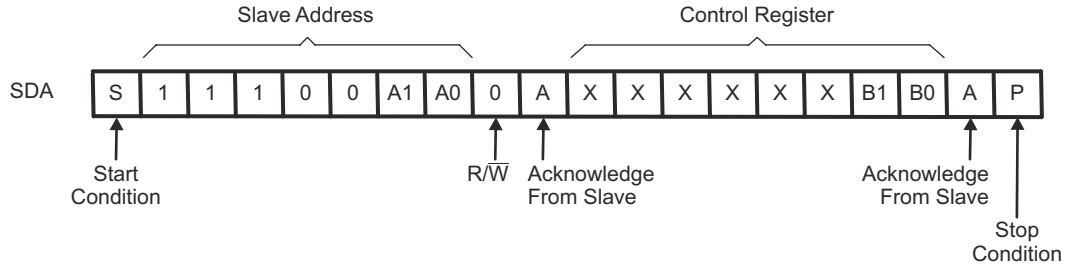 Slave Address Control Register
SDA S 1 1 1 0 0 A1 A0 0 A X X X X X X B1 B0 A P
Start Condition
R/W̅
Acknowledge From Slave
Acknowledge From Slave
Stop Condition